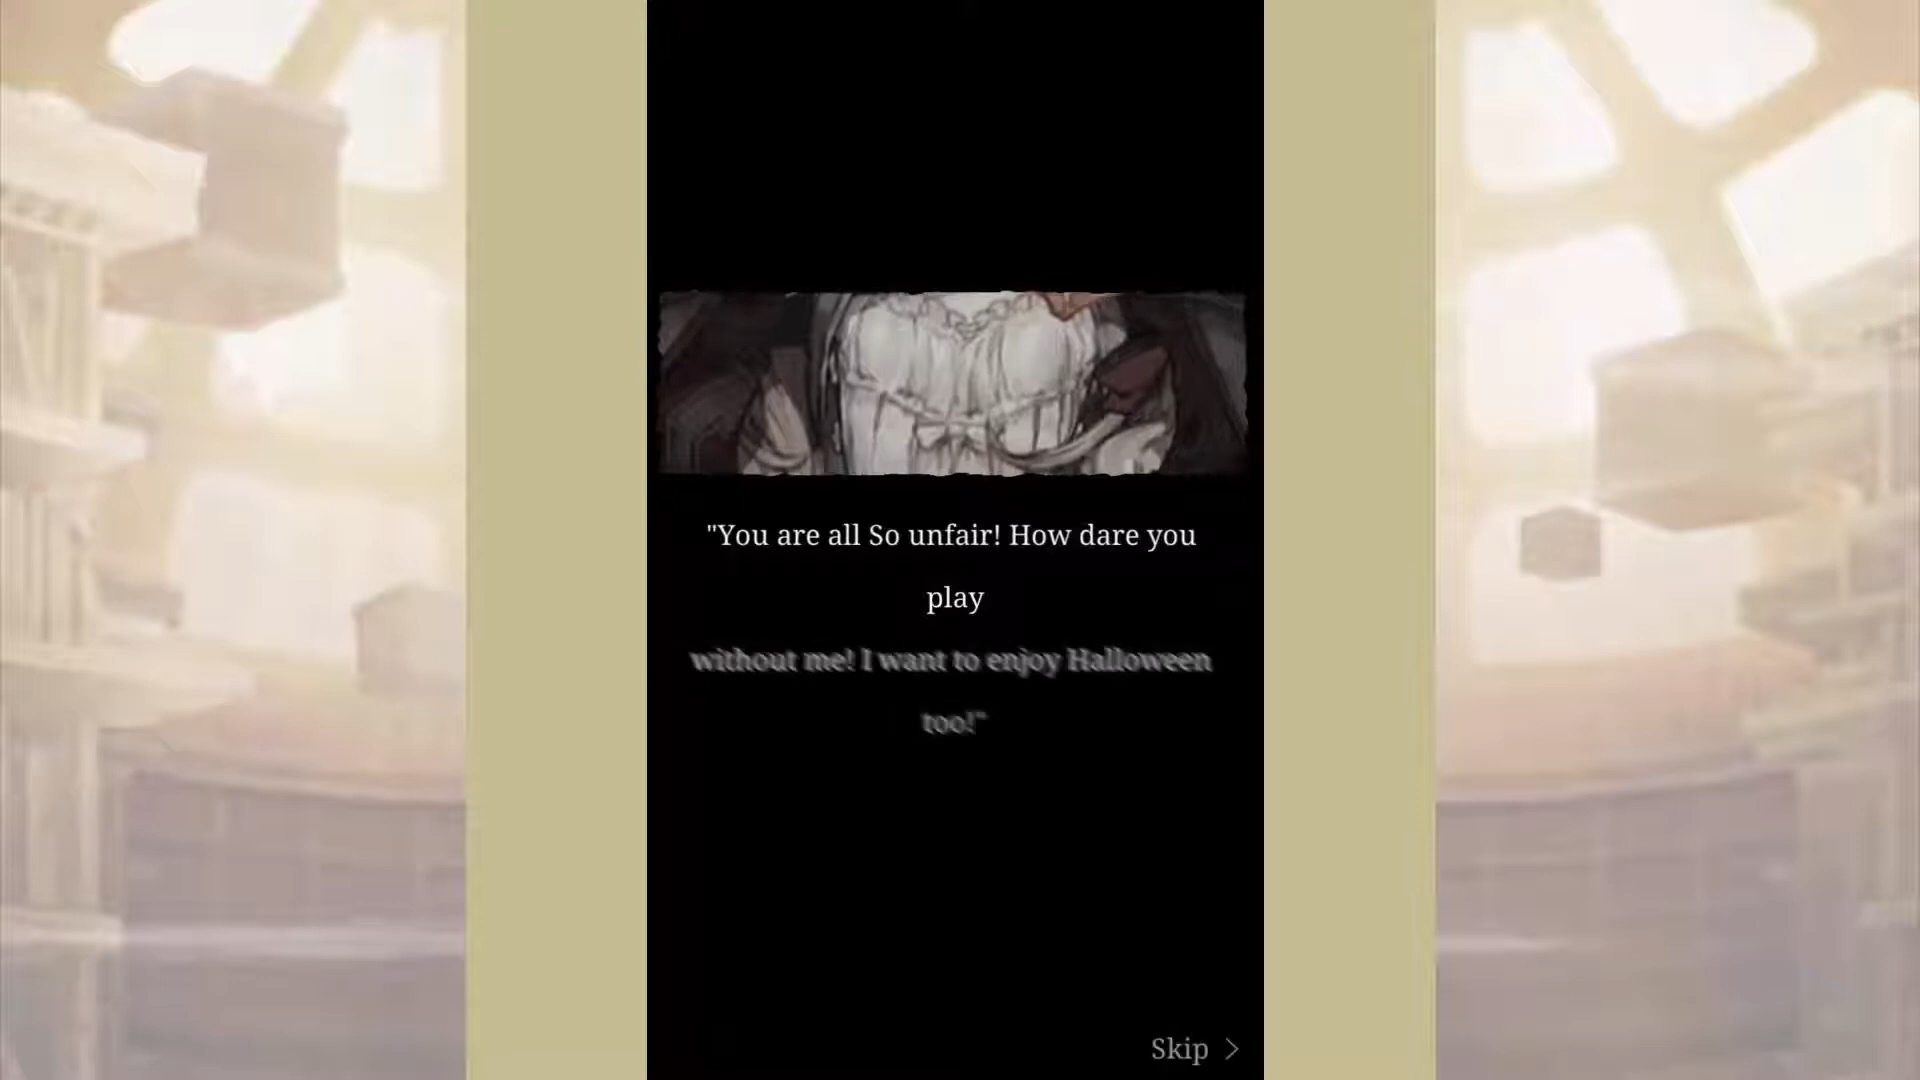 "You are all So unfair! How dare you
play
without me! I want to enjoy Halloween
too!"
Skip >